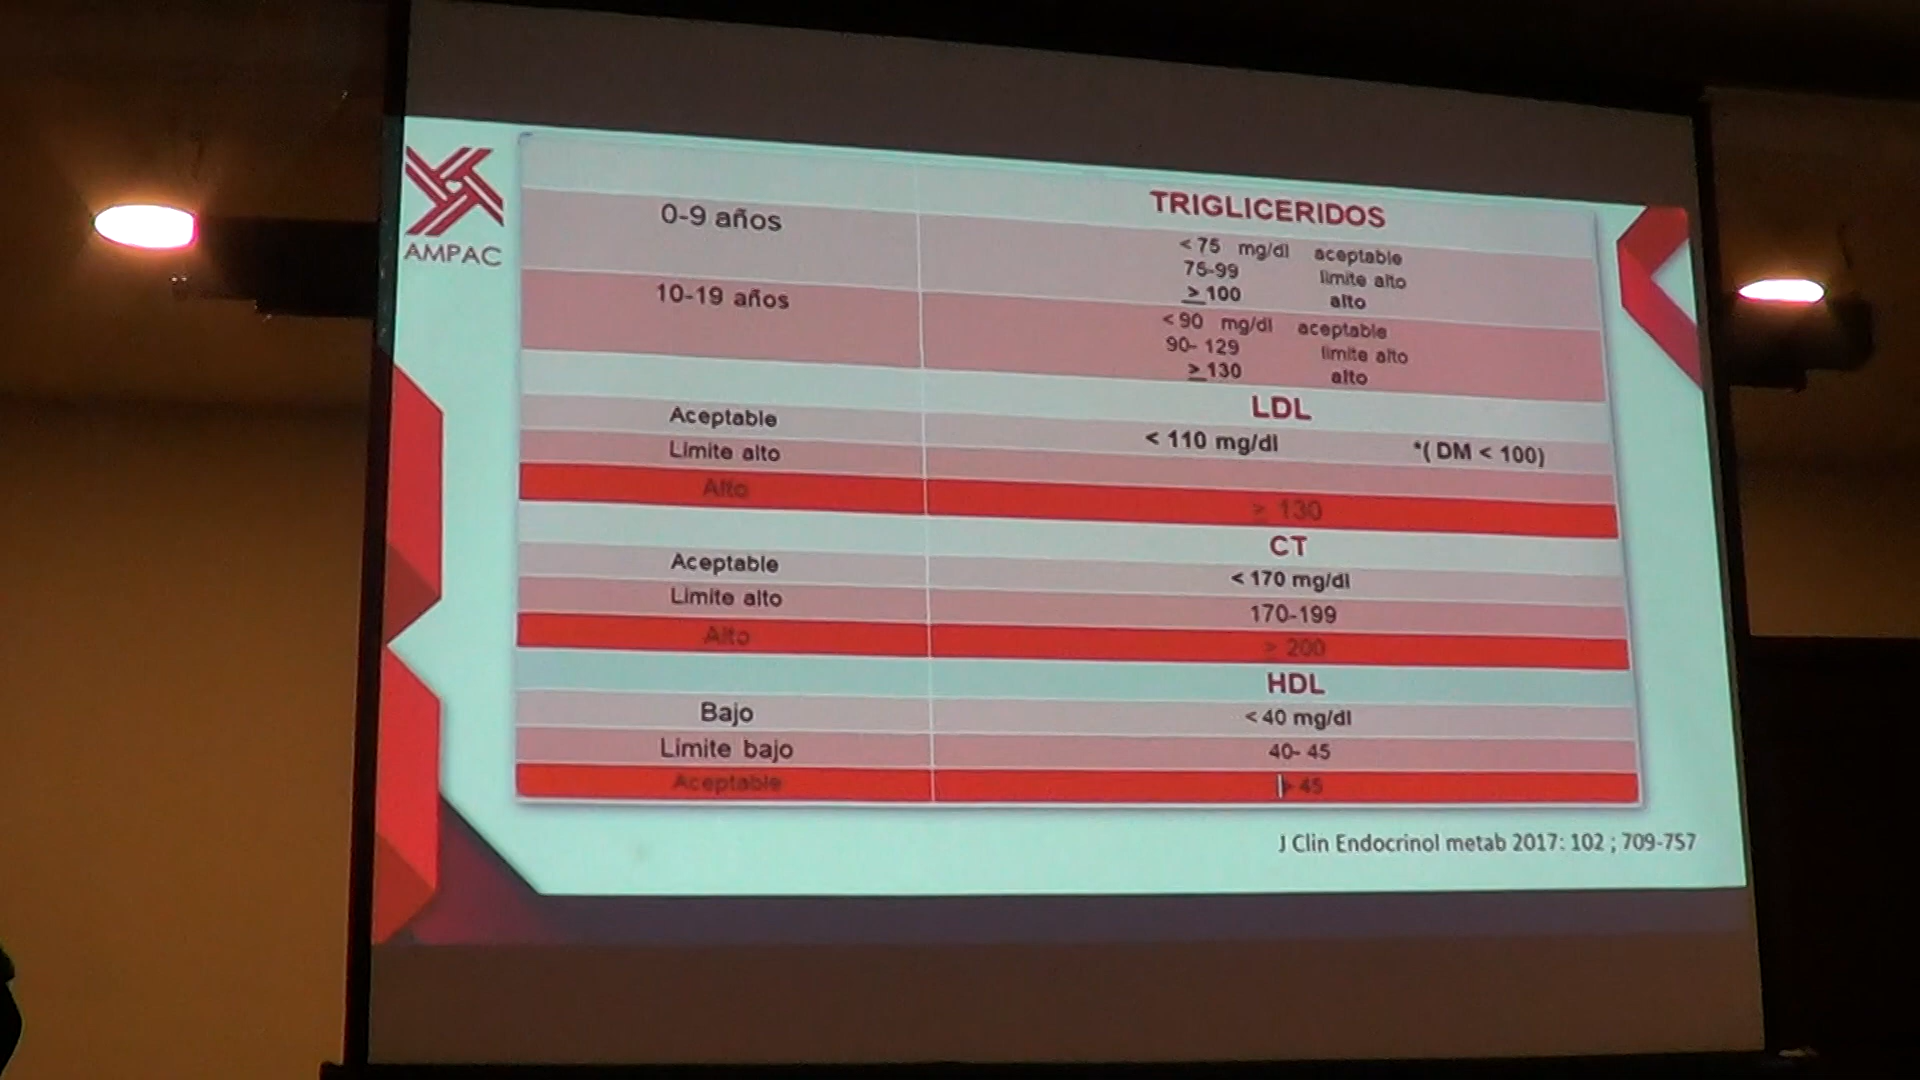 AMPAC
TRIGLICERIDOS
0-9 años
< 75 mg/dl aceptable
75-99 limite alto
≥ 100 alto
10-19 años
< 90 mg/dl aceptable
90- 129 limite alto
≥ 130 alto
LDL
Aceptable < 110 mg/dl *( DM < 100)
Limite alto
Alto ≥ 130
CT
Aceptable < 170 mg/dl
Limite alto 170-199
Alto > 200
HDL
Bajo < 40 mg/dl
Limite bajo 40- 45
Aceptable > 45
J Clin Endocrinol metab 2017: 102 ; 709-757